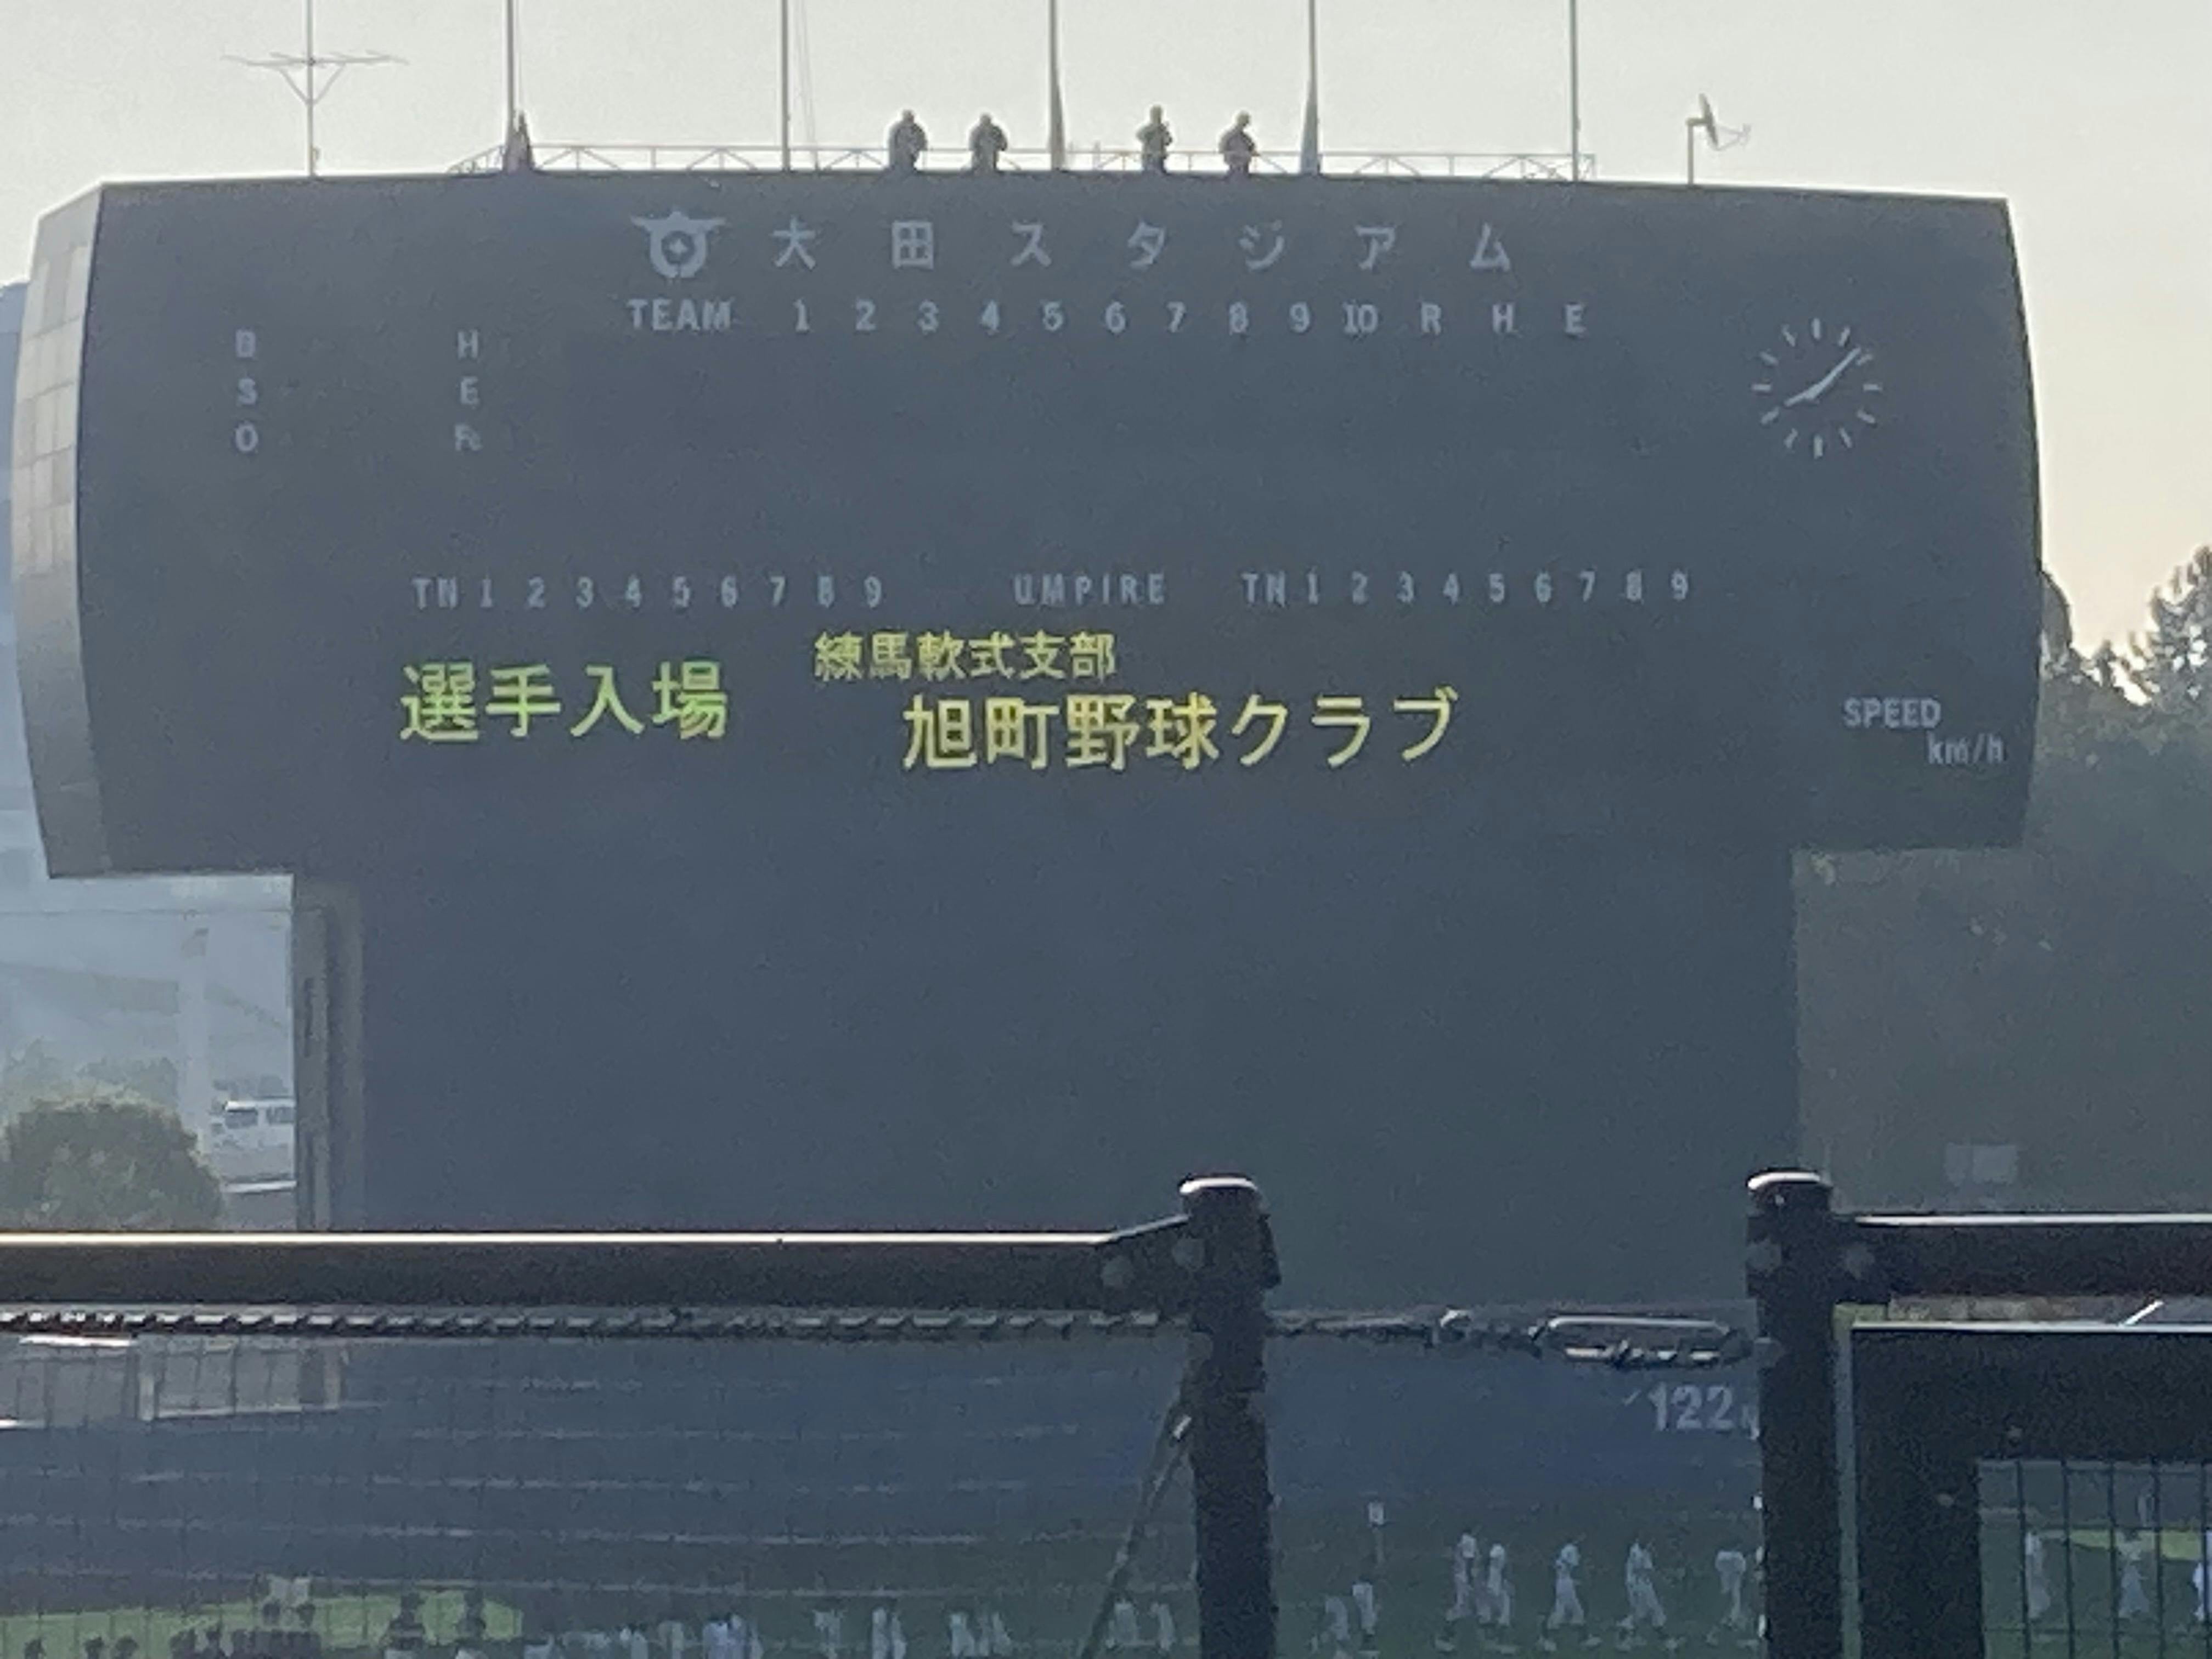 大田スタジアム
TEAM 1 2 3 4 5 6 7 8 9 10 R H E
B H
S E
O Fc
TN 1 2 3 4 5 6 7 8 9 UMPIRE TN 1 2 3 4 5 6 7 8 9
練馬軟式支部
選手入場 旭町野球クラブ
SPEED
km/h
122